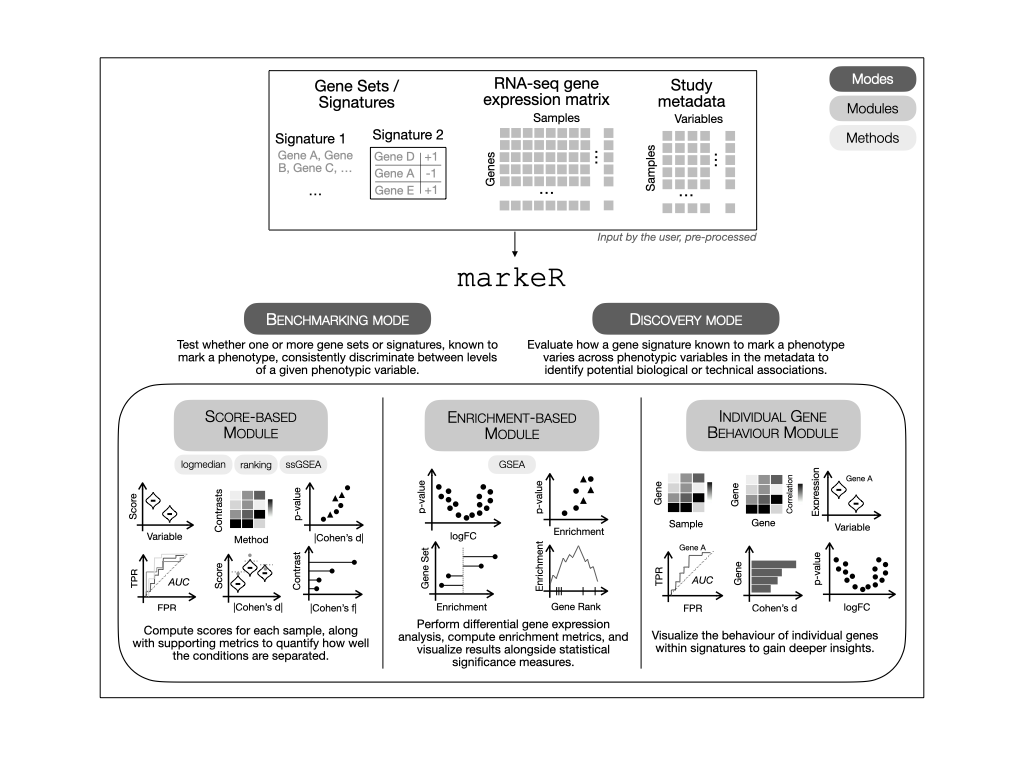 Gene Sets /
Signatures
Signature 1
Gene A, Gene
B, Gene C, ...
...
Signature 2
Gene D +1
Gene A -1
Gene E +1
RNA-seq gene
expression matrix
Samples
Genes
...
...
Study
metadata
Variables
Samples
...
...
Modes
Modules
Methods
Input by the user, pre-processed
markeR
BENCHMARKING MODE
Test whether one or more gene sets or signatures, known to
mark a phenotype, consistently discriminate between levels
of a given phenotypic variable.
DISCOVERY MODE
Evaluate how a gene signature known to mark a phenotype
varies across phenotypic variables in the metadata to
identify potential biological or technical associations.
SCORE-BASED
MODULE
logmedian ranking ssGSEA
Score
Variable
Contrasts
Method
p-value
|Cohen's d|
TPR
AUC
FPR
Score
|Cohen's d|
Contrast
|Cohen's f|
Compute scores for each sample, along
with supporting metrics to quantify how well
the conditions are separated.
ENRICHMENT-BASED
MODULE
GSEA
p-value
logFC
p-value
Enrichment
Gene Set
Enrichment
Enrichment
Gene Rank
Perform differential gene expression
analysis, compute enrichment metrics, and
visualize results alongside statistical
significance measures.
INDIVIDUAL GENE
BEHAVIOUR MODULE
Gene
Sample
Gene
Gene
Correlation
Expression
Gene A
Variable
TPR
Gene A
AUC
FPR
Gene
Cohen's d
p-value
logFC
Visualize the behaviour of individual genes
within signatures to gain deeper insights.